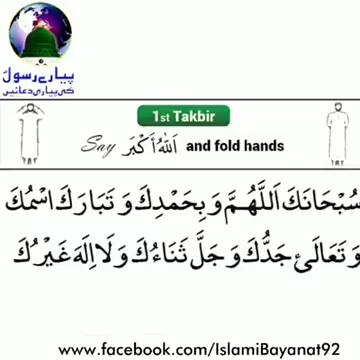 پیارے رسول
کی پیاری دعائیں
1st Takbir
Say اَللّٰهُ أَكْبَرُ and fold hands
سُبْحَانَكَ اَللَّهُمَّ وَ بِحَمْدِكَ وَ تَبَارَكَ اسْمُكَ
وَ تَعَالَىٰ جَدُّكَ وَ جَلَّ ثَنَاءُكَ وَ لَا اِلَهَ غَيْرُكَ
www.facebook.com/IslamiBayanat92